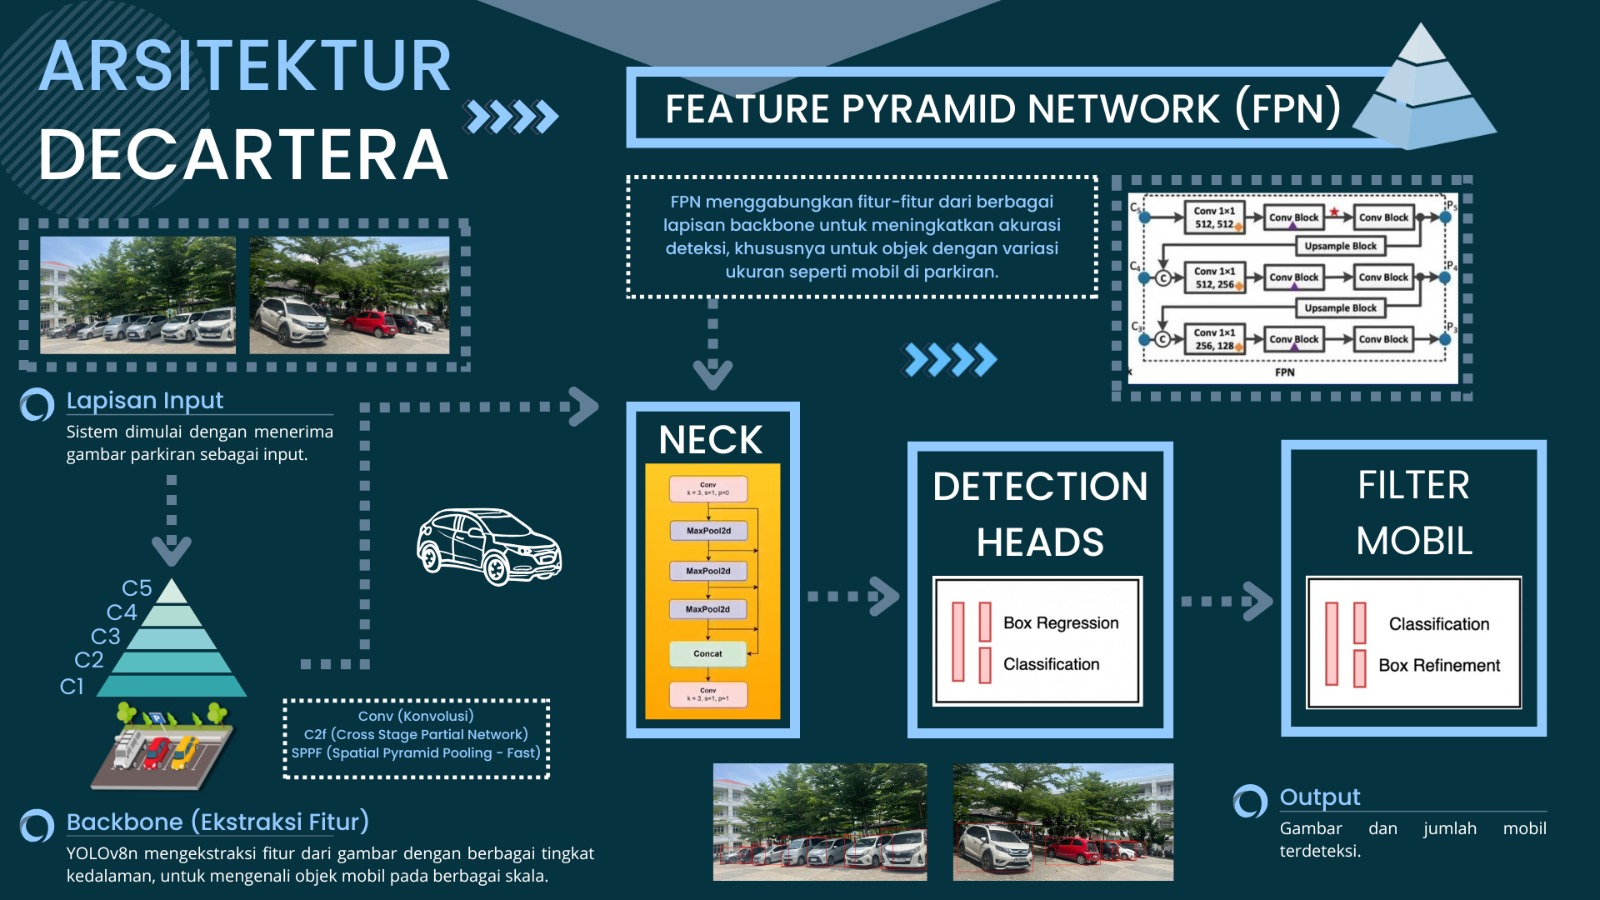 ARSITEKTUR
DECARTERA
FEATURE PYRAMID NETWORK (FPN)
FPN menggabungkan fitur-fitur dari berbagai
lapisan backbone untuk meningkatkan akurasi
deteksi, khususnya untuk objek dengan variasi
ukuran seperti mobil di parkiran.
C5
Conv 1×1
512, 512
Conv Block
Conv Block
P5
Upsample Block
C4
C
Conv 1×1
512, 256
Conv Block
Conv Block
P4
Upsample Block
C3
C
Conv 1×1
256, 128
Conv Block
Conv Block
P3
FPN
Lapisan Input
Sistem dimulai dengan menerima
gambar parkiran sebagai input.
C5
C4
C3
C2
C1
P
Conv (Konvolusi)
C2f (Cross Stage Partial Network)
SPPF (Spatial Pyramid Pooling - Fast)
Backbone (Ekstraksi Fitur)
YOLOv8n mengekstraksi fitur dari gambar dengan berbagai tingkat
kedalaman, untuk mengenali objek mobil pada berbagai skala.
NECK
Conv
k = 3, s=1, p=0
MaxPool2d
MaxPool2d
MaxPool2d
Concat
Conv
k = 3, s=1, p=1
DETECTION
HEADS
Box Regression
Classification
FILTER
MOBIL
Classification
Box Refinement
Output
Gambar dan jumlah mobil
terdeteksi.